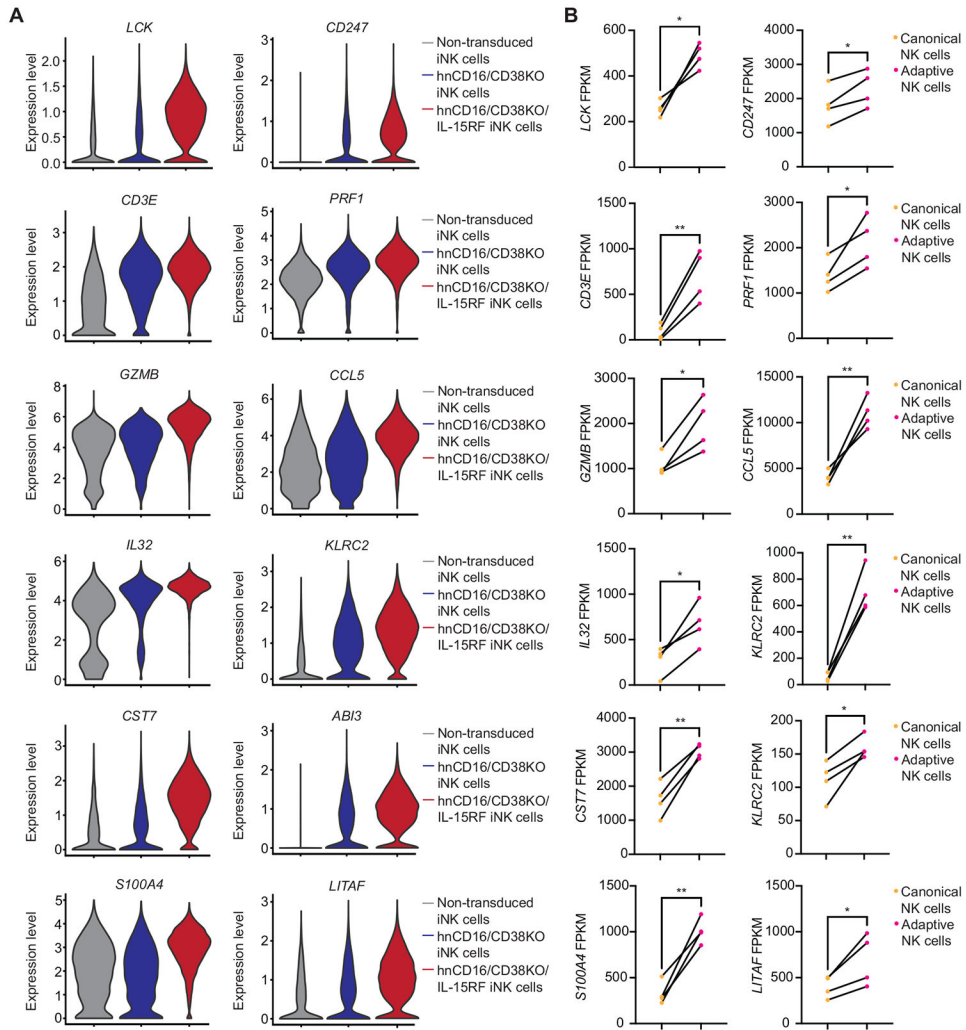 A
B
LCK
CD247
Expression level
2.5
2.0
1.5
1.0
0.5
0.0
3
2
1
0
Non-transduced
iNK cells
hnCD16/CD38KO
iNK cells
hnCD16/CD38KO/
IL-15RF iNK cells
LCK FPKM
600
400
200
0
*
CD247 FPKM
4000
3000
2000
1000
0
*
Canonical
NK cells
Adaptive
NK cells
CD3E
PRF1
Expression level
3
2
1
0
5
4
3
2
1
0
Non-transduced
iNK cells
hnCD16/CD38KO
iNK cells
hnCD16/CD38KO/
IL-15RF iNK cells
CD3E FPKM
1500
1000
500
0
**
PRF1 FPKM
3000
2000
1000
0
*
Canonical
NK cells
Adaptive
NK cells
GZMB
CCL5
Expression level
8
6
4
2
0
6
4
2
0
Non-transduced
iNK cells
hnCD16/CD38KO
iNK cells
hnCD16/CD38KO/
IL-15RF iNK cells
GZMB FPKM
3000
2000
1000
0
*
CCL5 FPKM
15000
10000
5000
0
**
Canonical
NK cells
Adaptive
NK cells
IL32
KLRC2
Expression level
6
4
2
0
3
2
1
0
Non-transduced
iNK cells
hnCD16/CD38KO
iNK cells
hnCD16/CD38KO/
IL-15RF iNK cells
IL32 FPKM
1500
1000
500
0
*
KLRC2 FPKM
1000
800
600
400
200
0
**
Canonical
NK cells
Adaptive
NK cells
CST7
ABI3
Expression level
3
2
1
0
3
2
1
0
Non-transduced
iNK cells
hnCD16/CD38KO
iNK cells
hnCD16/CD38KO/
IL-15RF iNK cells
CST7 FPKM
4000
3000
2000
1000
0
**
KLRC2 FPKM
200
150
100
50
0
*
Canonical
NK cells
Adaptive
NK cells
S100A4
LITAF
Expression level
5
4
3
2
1
0
3
2
1
0
Non-transduced
iNK cells
hnCD16/CD38KO
iNK cells
hnCD16/CD38KO/
IL-15RF iNK cells
S100A4 FPKM
1500
1000
500
0
**
LITAF FPKM
1500
1000
500
0
*
Canonical
NK cells
Adaptive
NK cells